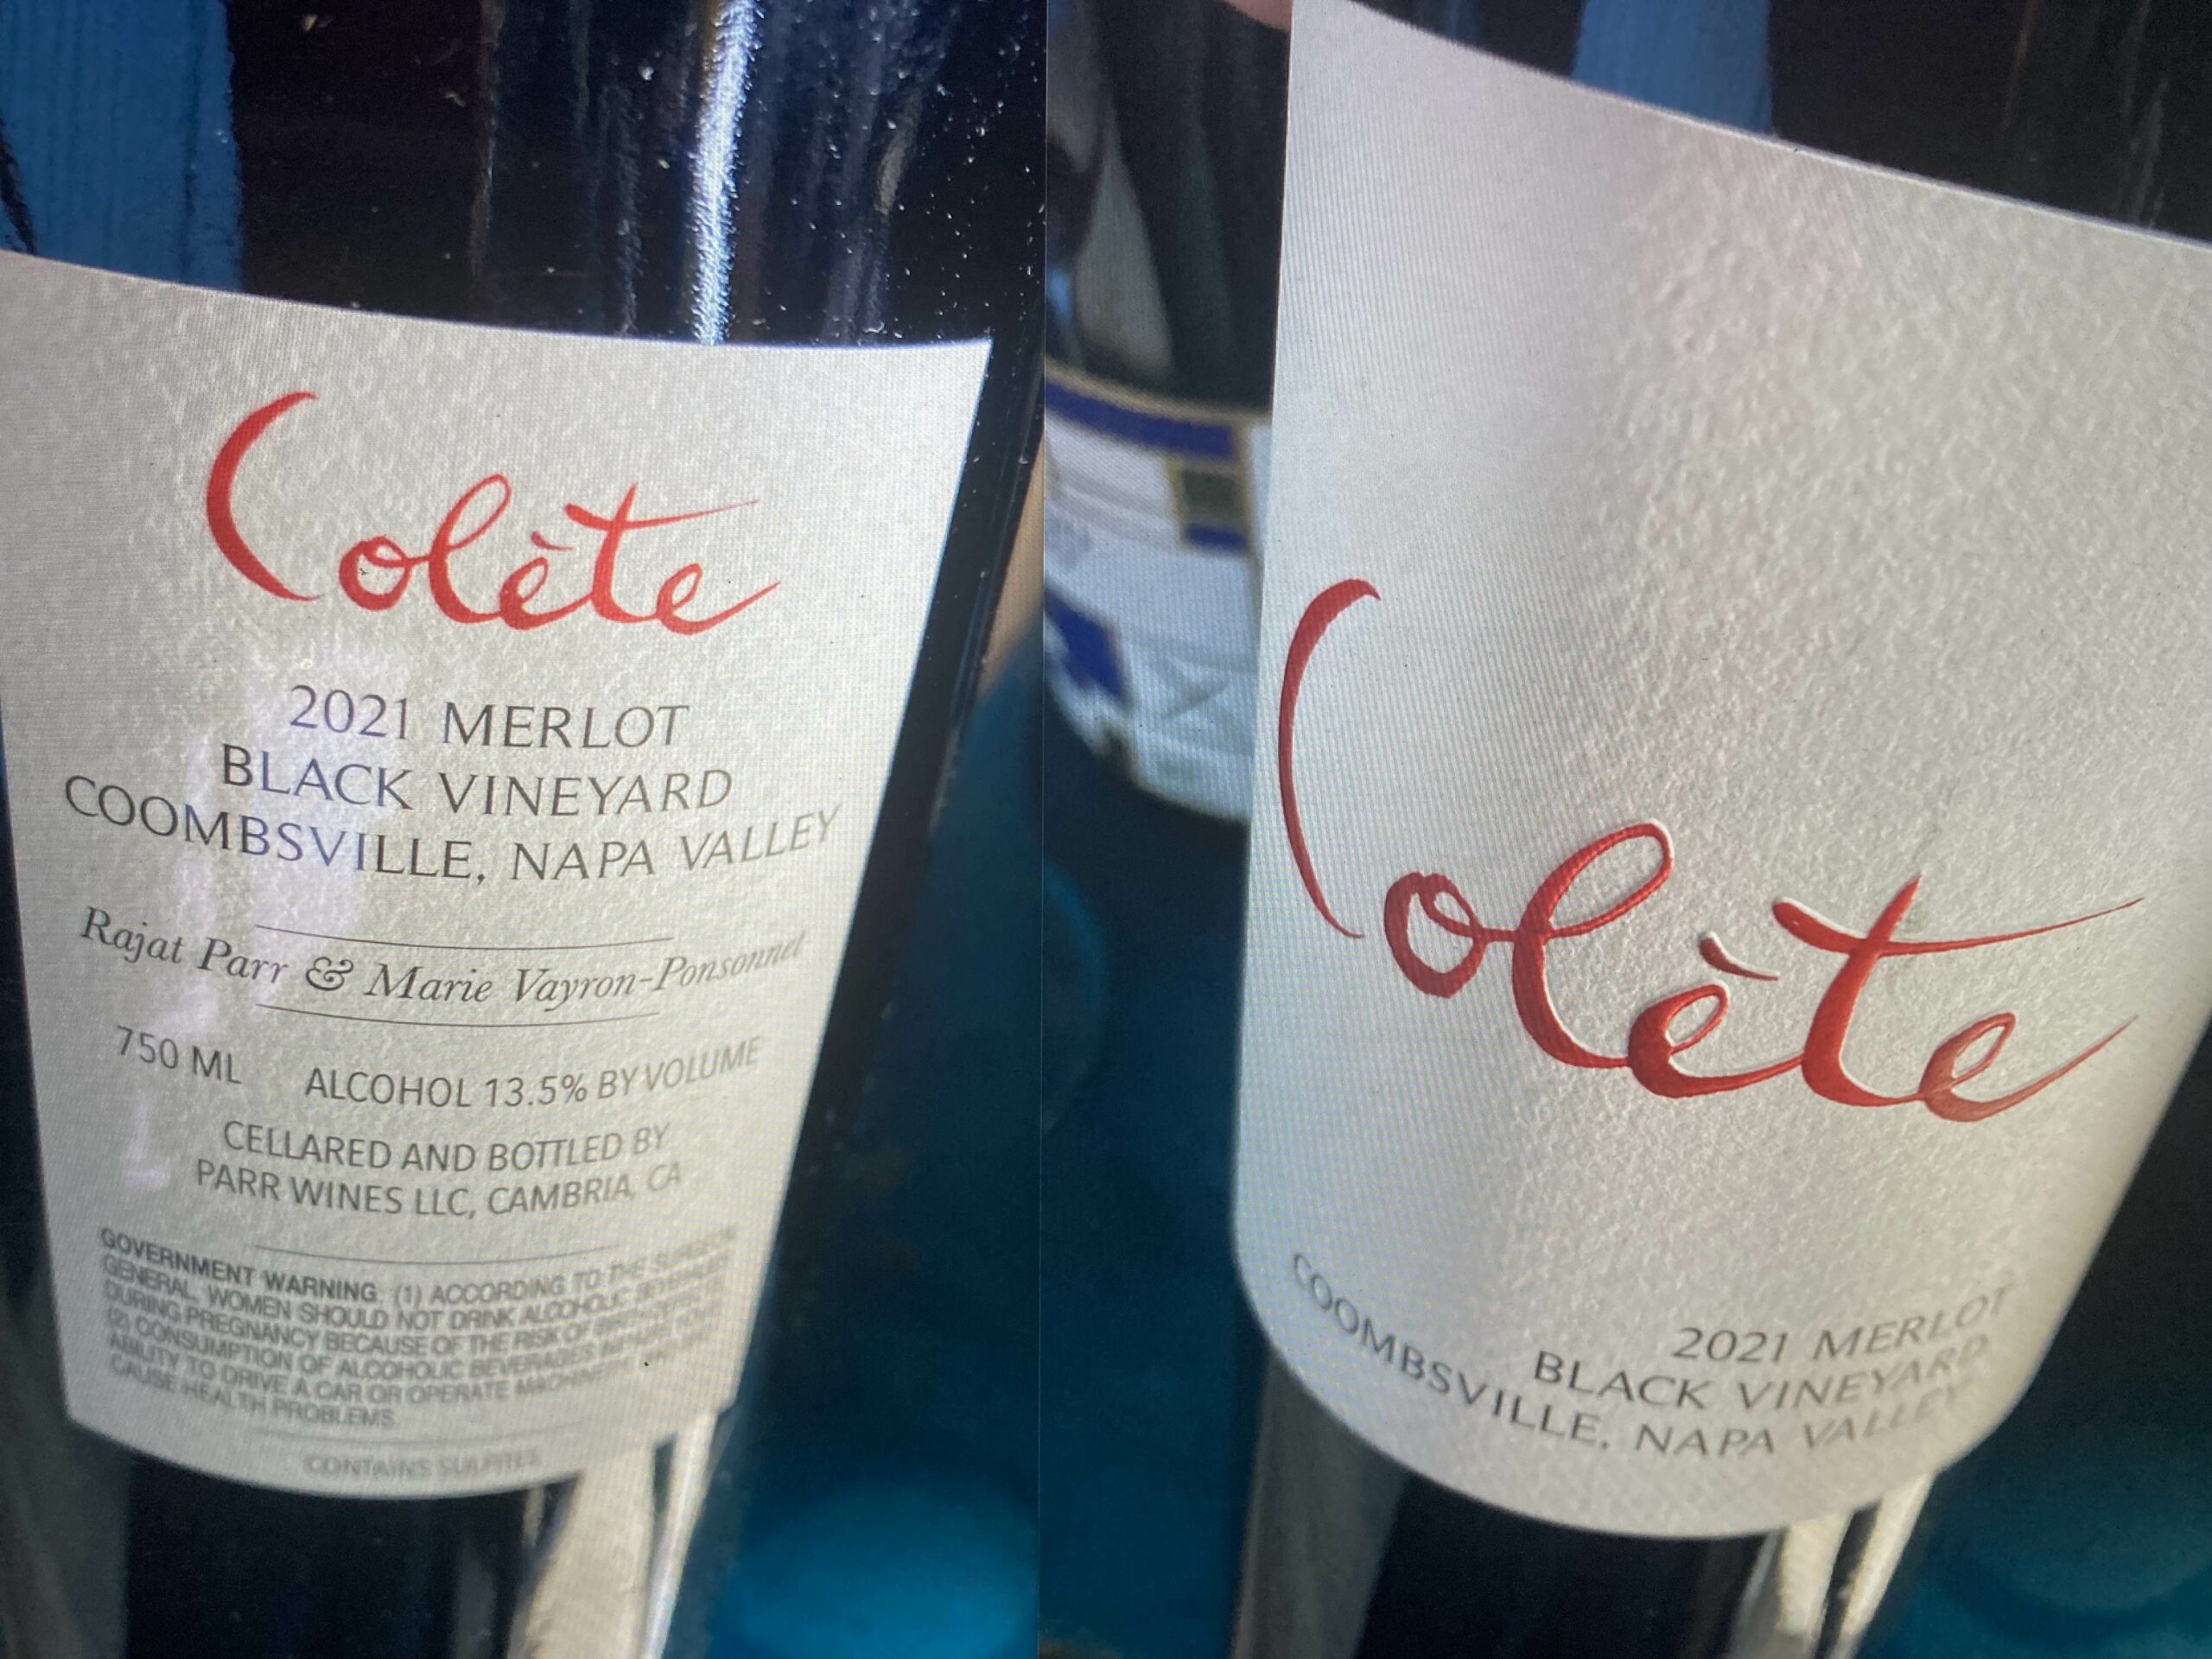 Colète
2021 MERLOT
BLACK VINEYARD
COOMBSVILLE, NAPA VALLEY
Rajat Parr & Marie Vayron-Ponsonnet
750 ML ALCOHOL 13.5% BY VOLUME
CELLARED AND BOTTLED BY
PARR WINES LLC, CAMBRIA, CA
GOVERNMENT WARNING: (1) ACCORDING TO THE SURGEON
GENERAL, WOMEN SHOULD NOT DRINK ALCOHOLIC BEVERAGES
DURING PREGNANCY BECAUSE OF THE RISK OF
(2) CONSUMPTION OF ALCOHOLIC BEVERAGES
ABILITY TO DRIVE A CAR OR OPERATE
CAUSE HEALTH PROBLEMS.
CONTAINS SULFITES
Colète
2021 MERLOT
BLACK VINEYARD
COOMBSVILLE, NAPA VALLEY